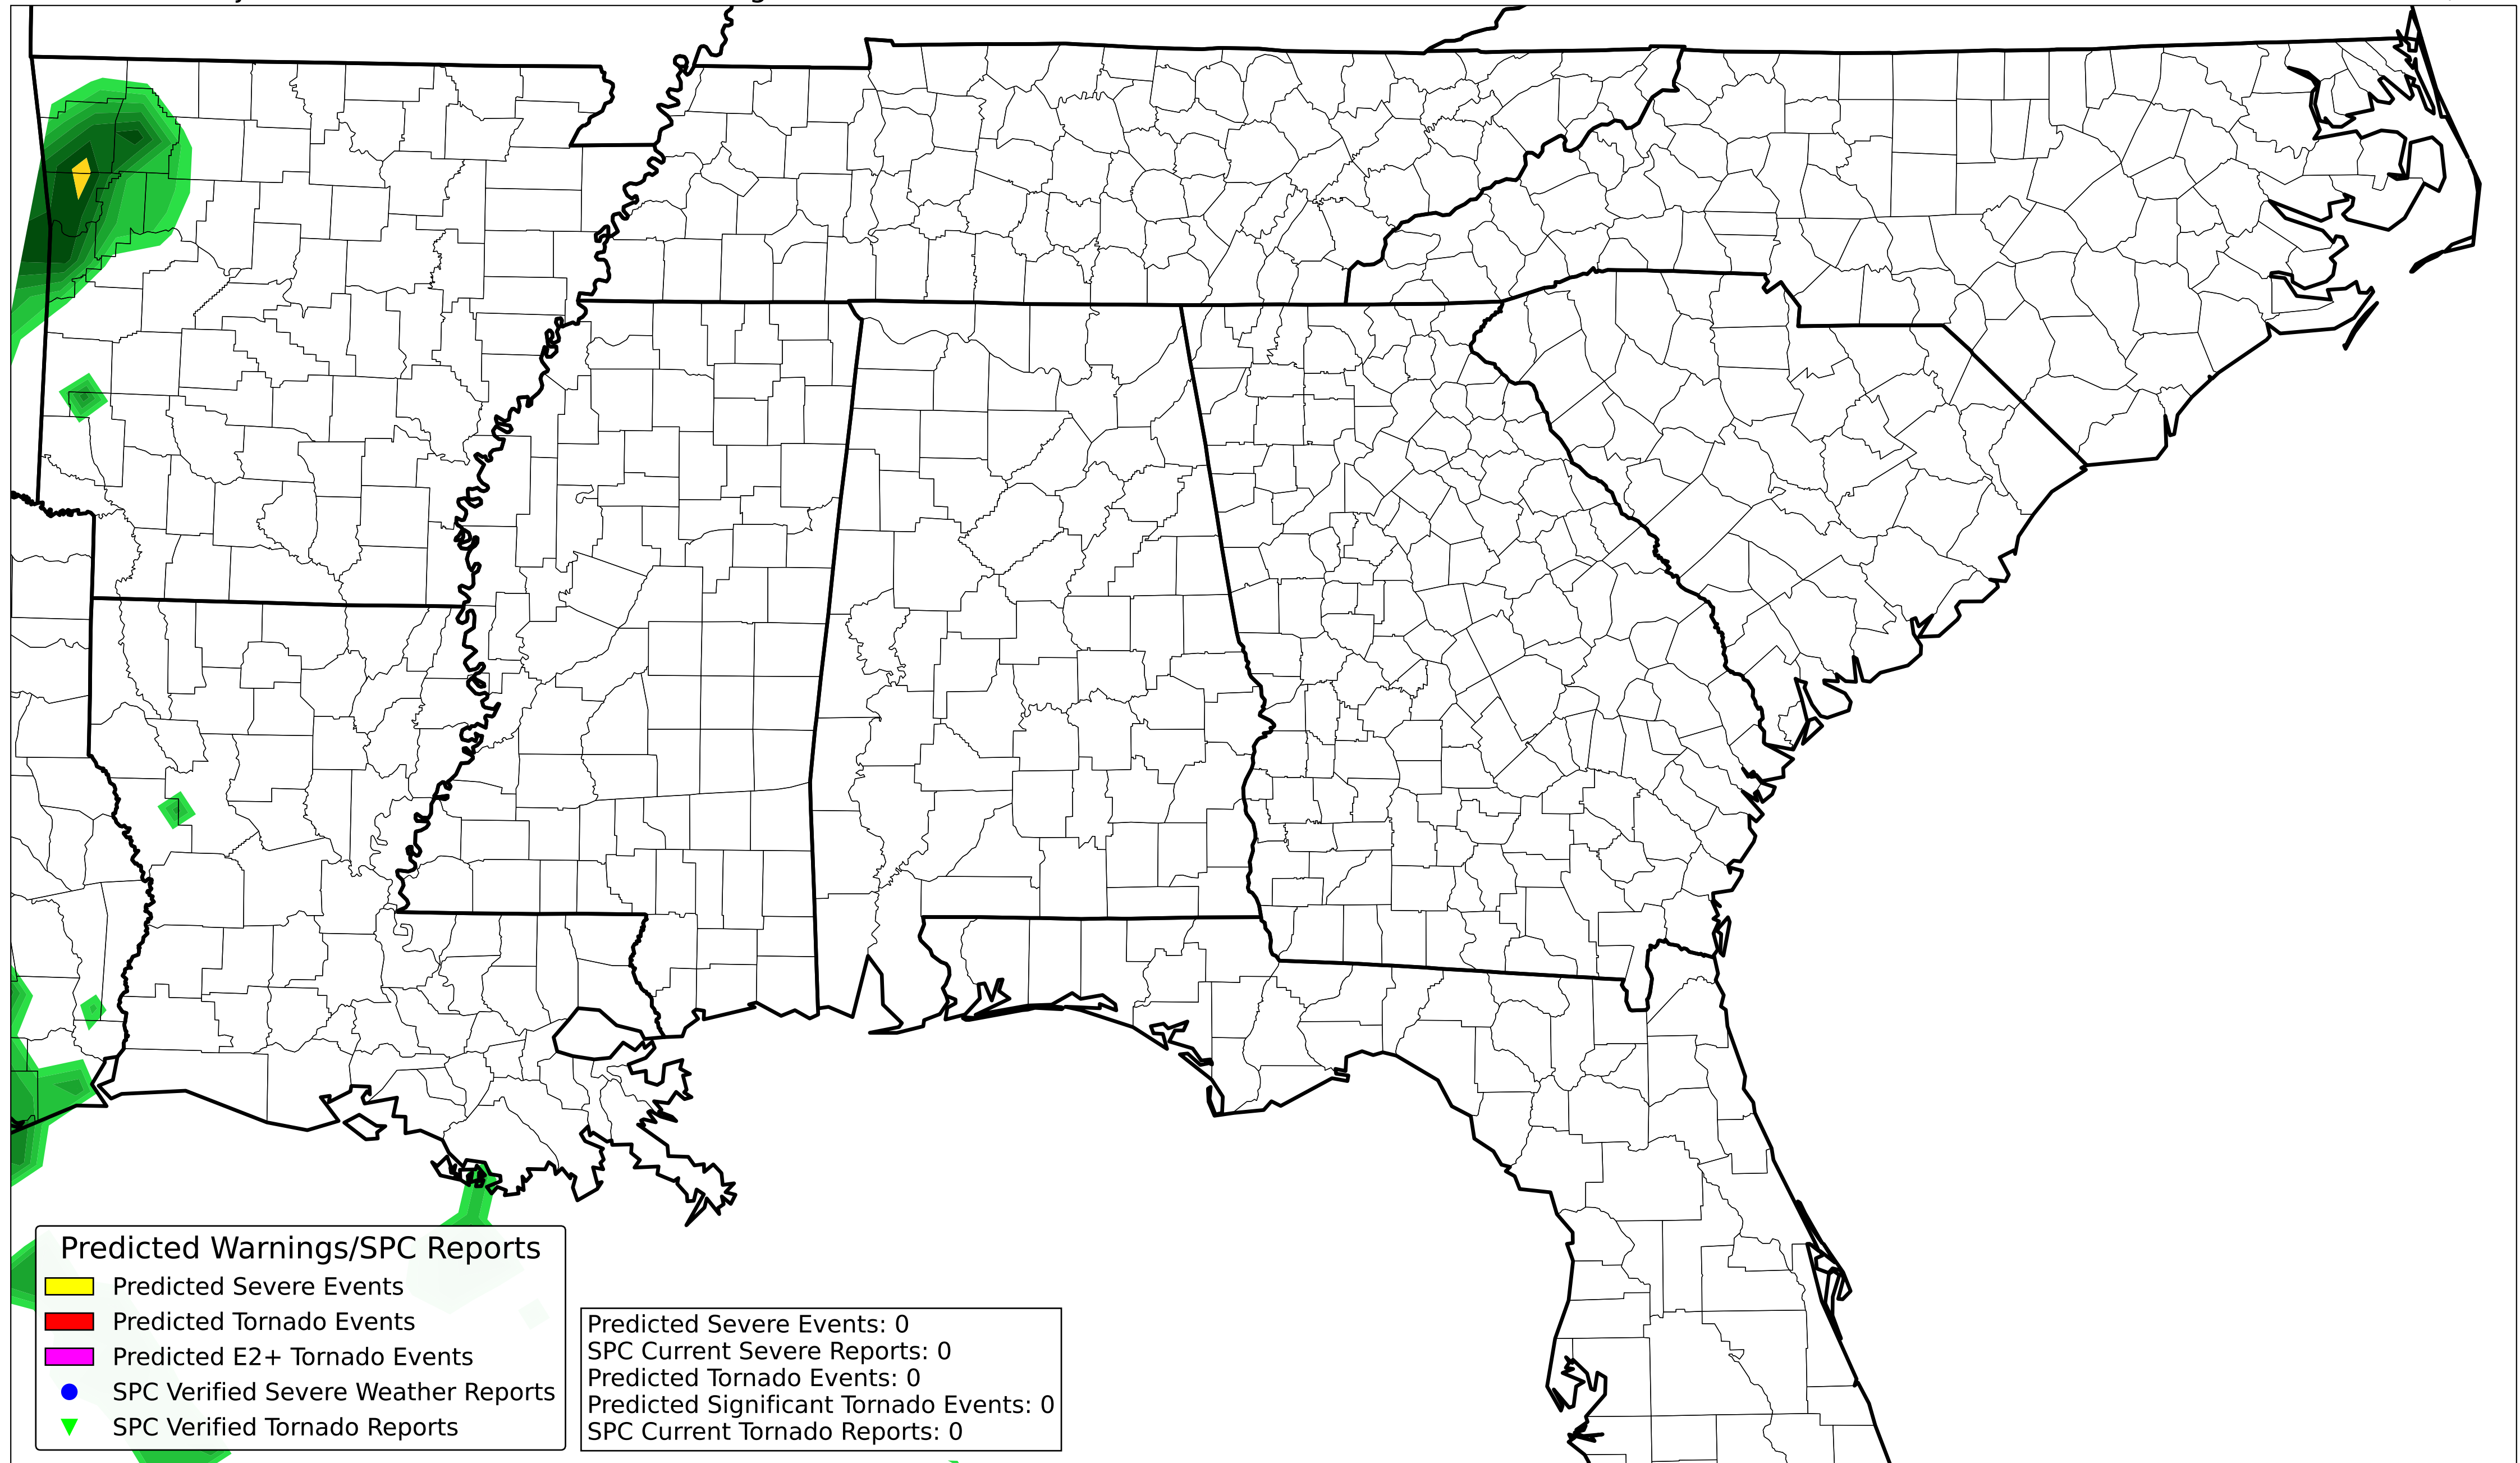 Predicted Warnings/SPC Reports
Predicted Severe Events
Predicted Tornado Events
Predicted E2+ Tornado Events
SPC Verified Severe Weather Reports
SPC Verified Tornado Reports
Predicted Severe Events: 0
SPC Current Severe Reports: 0
Predicted Tornado Events: 0
Predicted Significant Tornado Events: 0
SPC Current Tornado Reports: 0